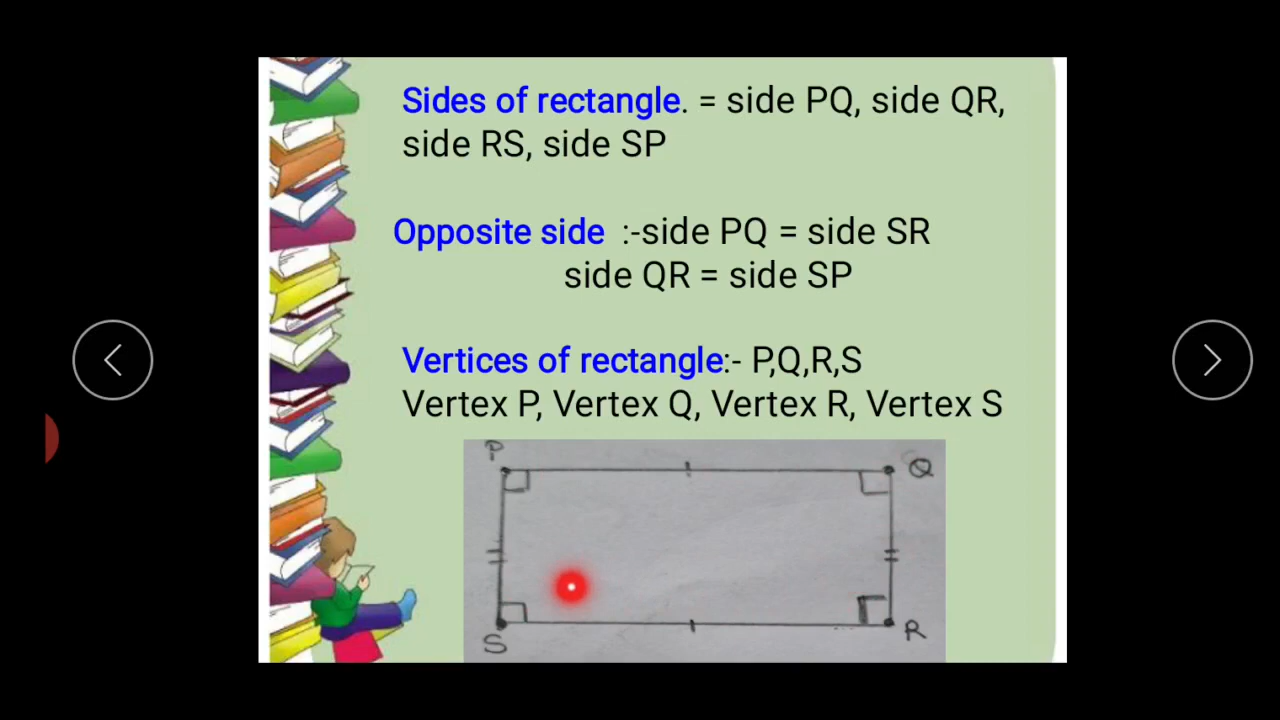 Sides of rectangle. = side PQ, side QR,
side RS, side SP
Opposite side :-side PQ = side SR
side QR = side SP
Vertices of rectangle:- P,Q,R,S
Vertex P, Vertex Q, Vertex R, Vertex S
P
Q
S
R